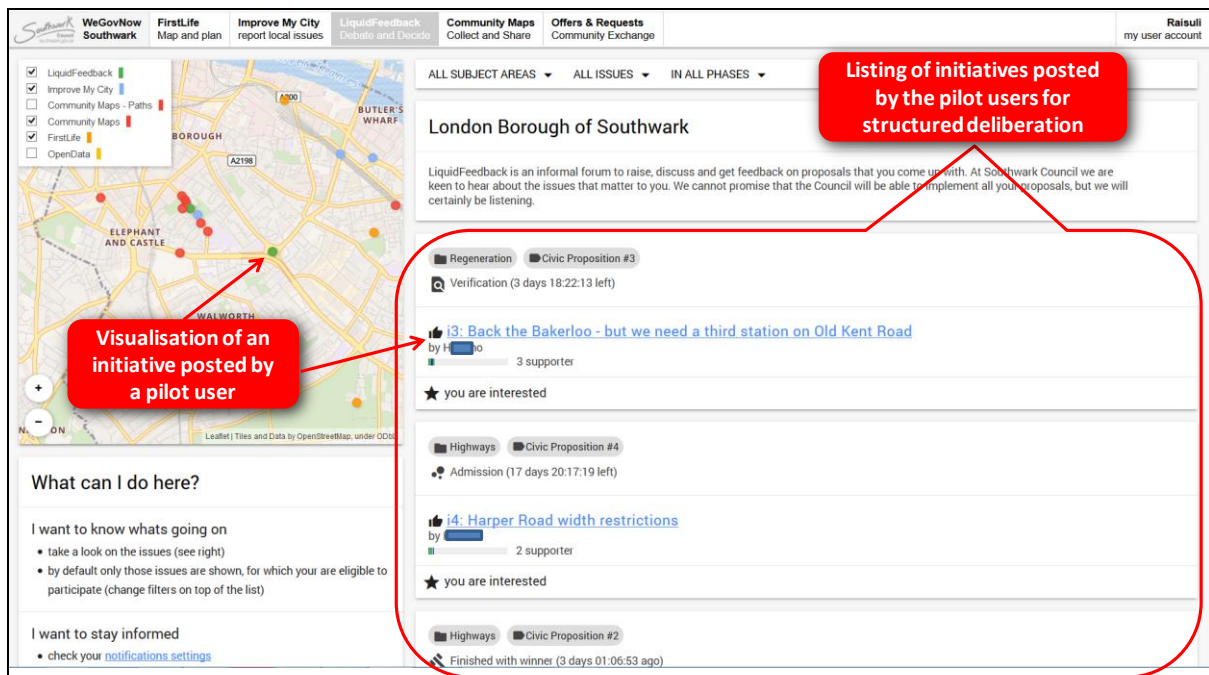 Southwark
Council
WeGovNow
Southwark
FirstLife
Map and plan
Improve My City
report local issues
LiquidFeedback
Debate and Decide
Community Maps
Collect and Share
Offers & Requests
Community Exchange
Raisuli
my user account
LiquidFeedback
Improve My City
Community Maps - Paths
Community Maps
FirstLife
OpenData
A200
BUTLER'S
WHARF
BOROUGH
A2198
ELEPHANT
AND CASTLE
WALWORTH
+
−
ON
Leaflet | Tiles and Data by OpenStreetMap, under ODbL
Visualisation of an
initiative posted by
a pilot user
What can I do here?
I want to know whats going on
• take a look on the issues (see right)
• by default only those issues are shown, for which your are eligible to
participate (change filters on top of the list)
I want to stay informed
• check your notifications settings
ALL SUBJECT AREAS ALL ISSUES IN ALL PHASES
Listing of initiatives posted
by the pilot users for
structured deliberation
London Borough of Southwark
LiquidFeedback is an informal forum to raise, discuss and get feedback on proposals that you come up with. At Southwark Council we are
keen to hear about the issues that matter to you. We cannot promise that the Council will be able to implement all your proposals, but we will
certainly be listening.
Regeneration Civic Proposition #3
Verification (3 days 18:22:13 left)
i3: Back the Bakerloo - but we need a third station on Old Kent Road
by H no
3 supporter
you are interested
Highways Civic Proposition #4
Admission (17 days 20:17:19 left)
i4: Harper Road width restrictions
by
2 supporter
you are interested
Highways Civic Proposition #2
Finished with winner (3 days 01:06:53 ago)